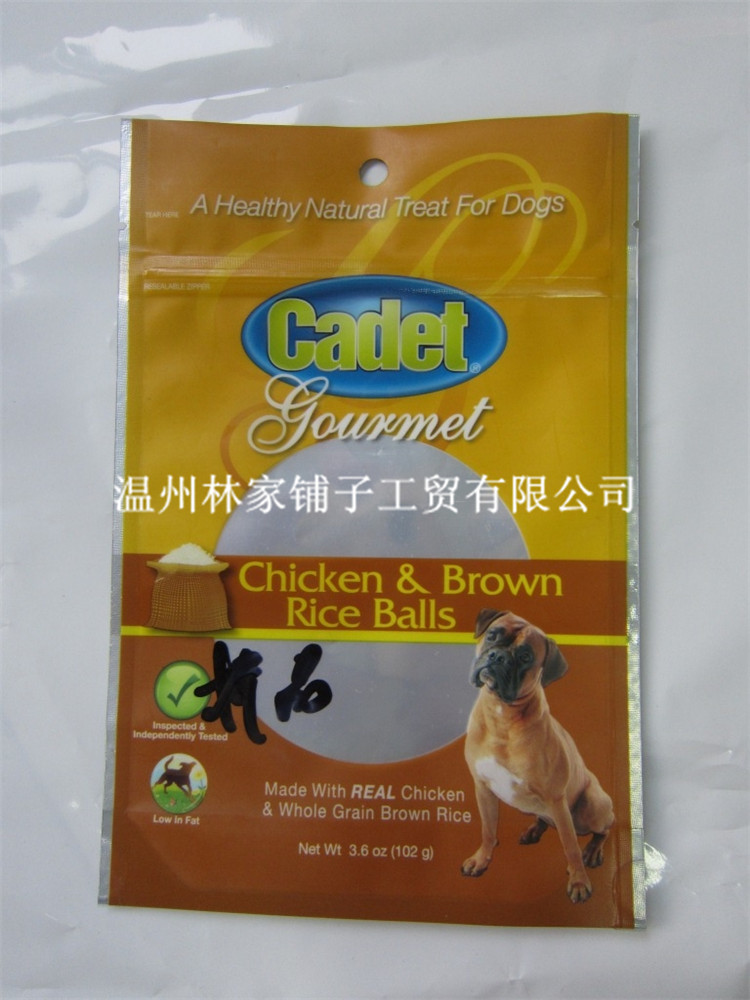 A Healthy Natural Treat For Dogs
TEAR HERE
RESEALABLE ZIPPER
Cadet®
Gourmet
温州林家铺子工贸有限公司
Chicken & Brown
Rice Balls
Inspected &
Independently Tested
Low in Fat
Made With REAL Chicken
& Whole Grain Brown Rice
Net Wt 3.6 oz (102 g)